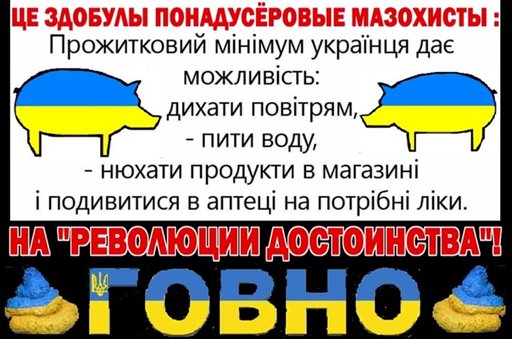 ЦЕ ЗДОБУЛЫ ПОНАДУСЁРОВЫЕ МАЗОХИСТЫ :
Прожитковий мінімум українця дає
можливість:
дихати повітрям,
- пити воду,
- нюхати продукти в магазині
і подивитися в аптеці на потрібні ліки.
НА "РЕВОЛЮЦИИ ДОСТОИНСТВА"!
ГОВНО